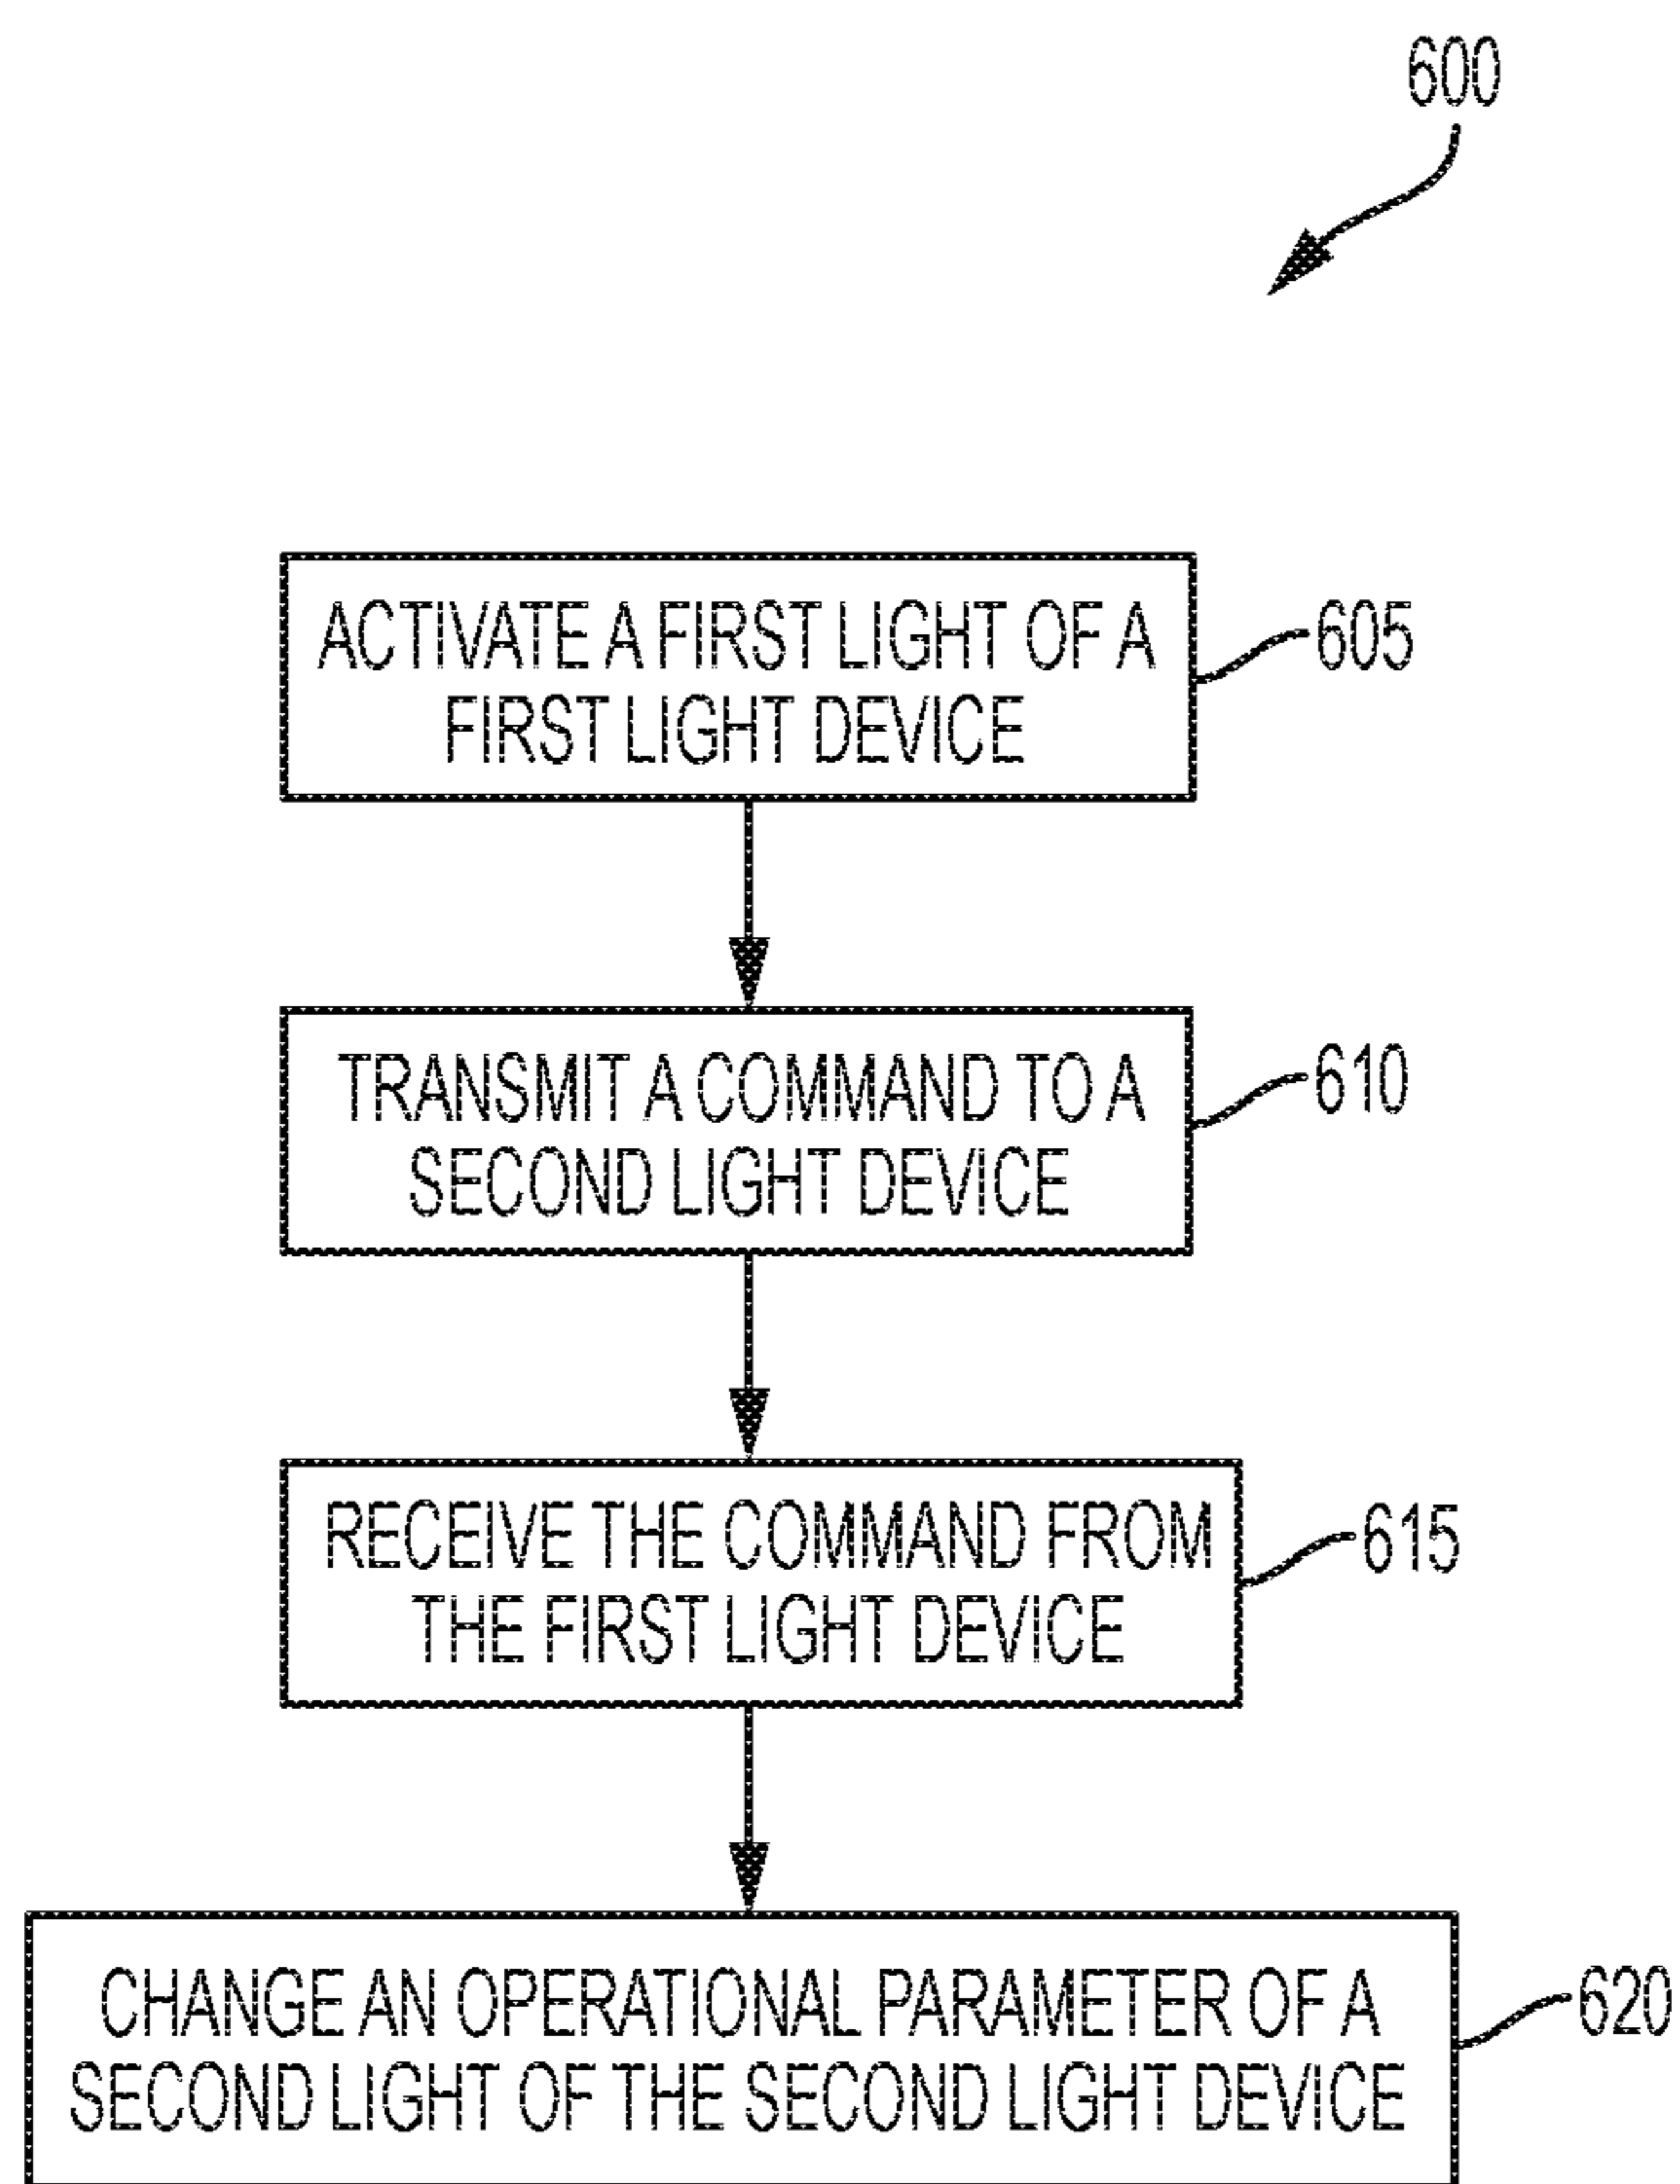 600
ACTIVATE A FIRST LIGHT OF A
FIRST LIGHT DEVICE
605
TRANSMIT A COMMAND TO A
SECOND LIGHT DEVICE
610
RECEIVE THE COMMAND FROM
THE FIRST LIGHT DEVICE
615
CHANGE AN OPERATIONAL PARAMETER OF A
SECOND LIGHT OF THE SECOND LIGHT DEVICE
620